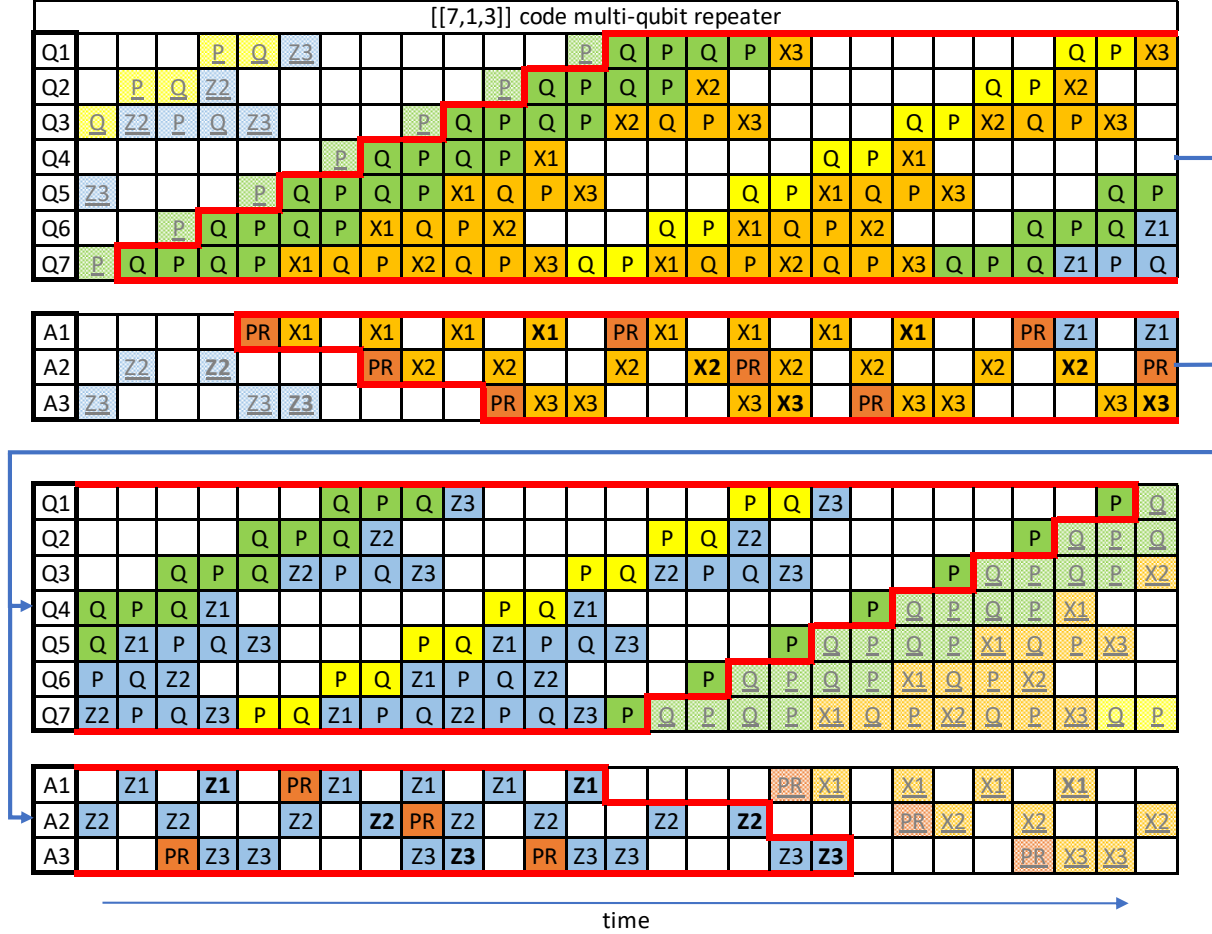 [[7,1,3]] code multi-qubit repeater
Q1 P Q Z3 P Q P Q P X3 Q P X3
Q2 P Q Z2 P Q P Q P X2 Q P X2
Q3 Q Z2 P Q Z3 P Q P Q P X2 Q P X3 Q P X2 Q P X3
Q4 P Q P Q P X1 Q P X1
Q5 Z3 P Q P Q P X1 Q P X3 Q P X1 Q P X3 Q P
Q6 P Q P Q P X1 Q P X2 Q P X1 Q P X2 Q P Q Z1
Q7 P Q P Q P X1 Q P X2 Q P X3 Q P X1 Q P X2 Q P X3 Q P Q Z1 P Q
A1 PR X1 X1 X1 X1 PR X1 X1 X1 X1 PR Z1 Z1
A2 Z2 Z2 PR X2 X2 X2 X2 PR X2 X2 X2 X2 PR
A3 Z3 Z3 Z3 PR X3 X3 X3 X3 PR X3 X3 X3 X3
Q1 Q P Q Z3 P Q Z3 P Q
Q2 Q P Q Z2 P Q Z2 P Q P Q
Q3 Q P Q Z2 P Q Z3 P Q Z2 P Q Z3 P Q P Q P X2
Q4 Q P Q Z1 P Q Z1 P Q P Q P X1
Q5 Q Z1 P Q Z3 P Q Z1 P Q Z3 P Q P Q P X1 Q P X3
Q6 P Q Z2 P Q Z1 P Q Z2 P Q P Q P X1 Q P X2
Q7 Z2 P Q Z3 P Q Z1 P Q Z2 P Q Z3 P Q P Q P X1 Q P X2 Q P X3 Q P
A1 Z1 Z1 PR Z1 Z1 Z1 Z1 PR X1 X1 X1 X1
A2 Z2 Z2 Z2 Z2 PR Z2 Z2 Z2 Z2 PR X2 X2 X2
A3 PR Z3 Z3 Z3 Z3 PR Z3 Z3 Z3 Z3 PR X3 X3
time